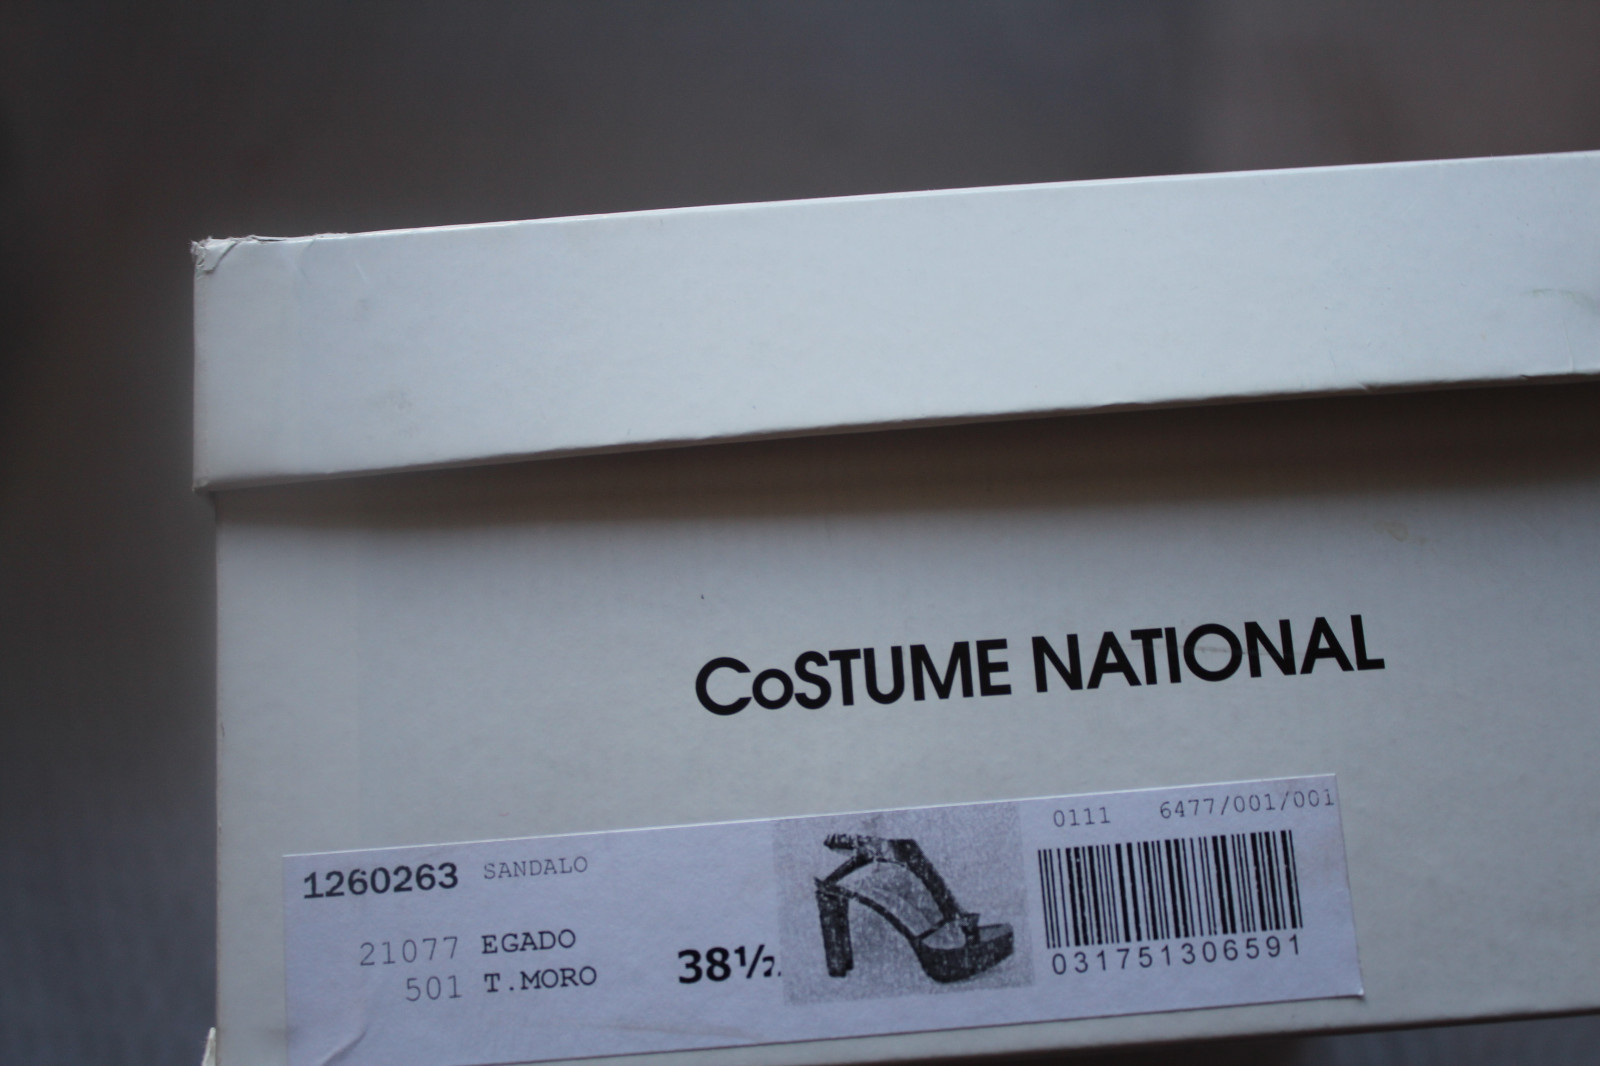 CoSTUME NATIONAL
0111 6477/001/001
1260263 SANDALO
21077 EGADO
38½
501 T.MORO
031751306591